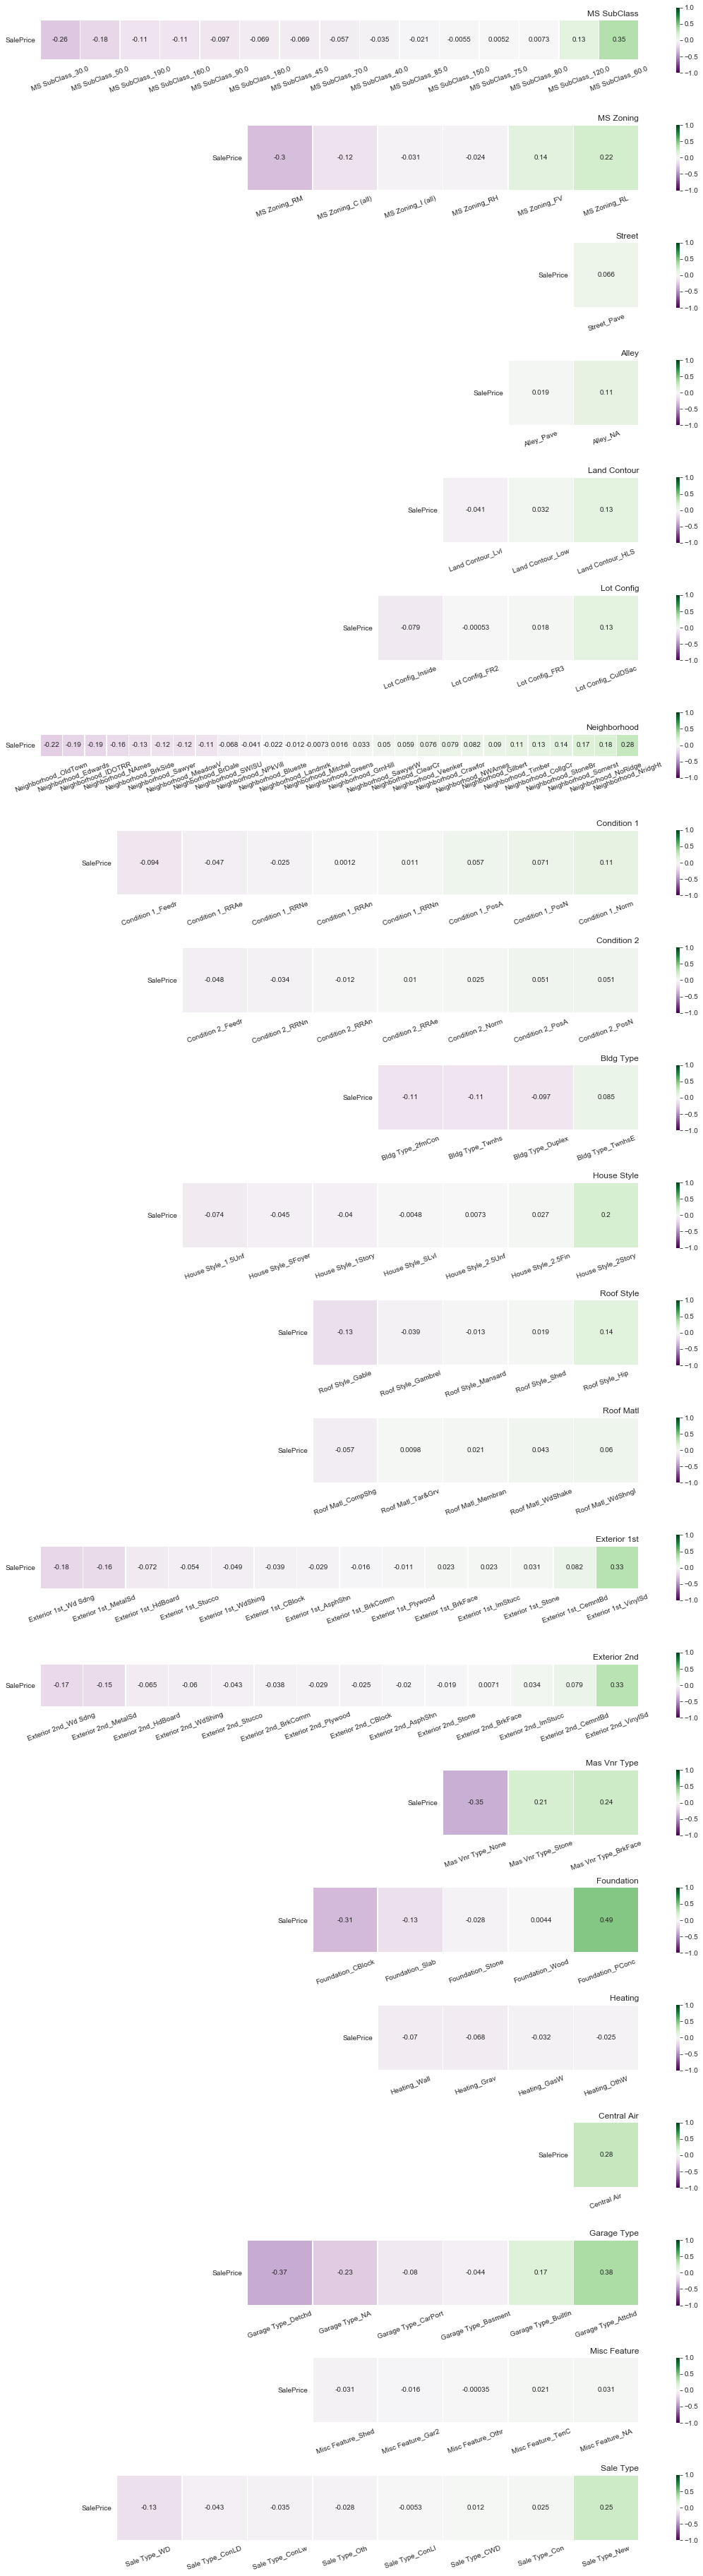 MS SubClass
SalePrice -0.26 -0.18 -0.11 -0.11 -0.097 -0.069 -0.069 -0.057 -0.035 -0.021 -0.0055 0.0052 0.0073 0.13 0.35
MS SubClass_30.0 MS SubClass_50.0 MS SubClass_190.0 MS SubClass_160.0 MS SubClass_90.0 MS SubClass_180.0 MS SubClass_45.0 MS SubClass_70.0 MS SubClass_40.0 MS SubClass_85.0 MS SubClass_150.0 MS SubClass_75.0 MS SubClass_80.0 MS SubClass_120.0 MS SubClass_60.0
1.0
0.5
0.0
−0.5
−1.0
MS Zoning
SalePrice -0.3 -0.12 -0.031 -0.024 0.14 0.22
MS Zoning_RM MS Zoning_C (all) MS Zoning_I (all) MS Zoning_RH MS Zoning_FV MS Zoning_RL
1.0
0.5
0.0
−0.5
−1.0
Street
SalePrice 0.066
Street_Pave
1.0
0.5
0.0
−0.5
−1.0
Alley
SalePrice 0.019 0.11
Alley_Pave Alley_NA
1.0
0.5
0.0
−0.5
−1.0
Land Contour
SalePrice -0.041 0.032 0.13
Land Contour_Lvl Land Contour_Low Land Contour_HLS
1.0
0.5
0.0
−0.5
−1.0
Lot Config
SalePrice -0.079 -0.00053 0.018 0.13
Lot Config_Inside Lot Config_FR2 Lot Config_FR3 Lot Config_CulDSac
1.0
0.5
0.0
−0.5
−1.0
Neighborhood
SalePrice -0.22 -0.19 -0.19 -0.16 -0.13 -0.12 -0.12 -0.11 -0.068 -0.041 -0.022 -0.012 -0.0073 0.016 0.033 0.05 0.059 0.076 0.079 0.082 0.09 0.11 0.13 0.14 0.17 0.18 0.28
Neighborhood_OldTown Neighborhood_Edwards Neighborhood_IDOTRR Neighborhood_NAmes Neighborhood_BrkSide Neighborhood_Sawyer Neighborhood_MeadowV Neighborhood_BrDale Neighborhood_SWISU Neighborhood_NPkVill Neighborhood_Blueste Neighborhood_Landmrk Neighborhood_Mitchel Neighborhood_Greens Neighborhood_GrnHill Neighborhood_SawyerW Neighborhood_ClearCr Neighborhood_Veenker Neighborhood_Crawfor Neighborhood_NWAmes Neighborhood_Gilbert Neighborhood_Timber Neighborhood_CollgCr Neighborhood_StoneBr Neighborhood_Somerst Neighborhood_NoRidge Neighborhood_NridgHt
1.0
0.5
0.0
−0.5
−1.0
Condition 1
SalePrice -0.094 -0.047 -0.025 0.0012 0.011 0.057 0.071 0.11
Condition 1_Feedr Condition 1_RRAe Condition 1_RRNe Condition 1_RRAn Condition 1_RRNn Condition 1_PosA Condition 1_PosN Condition 1_Norm
1.0
0.5
0.0
−0.5
−1.0
Condition 2
SalePrice -0.048 -0.034 -0.012 0.01 0.025 0.051 0.051
Condition 2_Feedr Condition 2_RRNn Condition 2_RRAn Condition 2_RRAe Condition 2_Norm Condition 2_PosA Condition 2_PosN
1.0
0.5
0.0
−0.5
−1.0
Bldg Type
SalePrice -0.11 -0.11 -0.097 0.085
Bldg Type_2fmCon Bldg Type_Twnhs Bldg Type_Duplex Bldg Type_TwnhsE
1.0
0.5
0.0
−0.5
−1.0
House Style
SalePrice -0.074 -0.045 -0.04 -0.0048 0.0073 0.027 0.2
House Style_1.5Unf House Style_SFoyer House Style_1Story House Style_SLvl House Style_2.5Unf House Style_2.5Fin House Style_2Story
1.0
0.5
0.0
−0.5
−1.0
Roof Style
SalePrice -0.13 -0.039 -0.013 0.019 0.14
Roof Style_Gable Roof Style_Gambrel Roof Style_Mansard Roof Style_Shed Roof Style_Hip
1.0
0.5
0.0
−0.5
−1.0
Roof Matl
SalePrice -0.057 0.0098 0.021 0.043 0.06
Roof Matl_CompShg Roof Matl_Tar&Grv Roof Matl_Membran Roof Matl_WdShake Roof Matl_WdShngl
1.0
0.5
0.0
−0.5
−1.0
Exterior 1st
SalePrice -0.18 -0.16 -0.072 -0.054 -0.049 -0.039 -0.029 -0.016 -0.011 0.023 0.023 0.031 0.082 0.33
Exterior 1st_Wd Sdng Exterior 1st_MetalSd Exterior 1st_HdBoard Exterior 1st_Stucco Exterior 1st_WdShing Exterior 1st_CBlock Exterior 1st_AsphShn Exterior 1st_BrkComm Exterior 1st_Plywood Exterior 1st_BrkFace Exterior 1st_ImStucc Exterior 1st_Stone Exterior 1st_CemntBd Exterior 1st_VinylSd
1.0
0.5
0.0
−0.5
−1.0
Exterior 2nd
SalePrice -0.17 -0.15 -0.065 -0.06 -0.043 -0.038 -0.029 -0.025 -0.02 -0.019 0.0071 0.034 0.079 0.33
Exterior 2nd_Wd Sdng Exterior 2nd_MetalSd Exterior 2nd_HdBoard Exterior 2nd_WdShing Exterior 2nd_Stucco Exterior 2nd_BrkComm Exterior 2nd_Plywood Exterior 2nd_CBlock Exterior 2nd_AsphShn Exterior 2nd_Stone Exterior 2nd_BrkFace Exterior 2nd_ImStucc Exterior 2nd_CemntBd Exterior 2nd_VinylSd
1.0
0.5
0.0
−0.5
−1.0
Mas Vnr Type
SalePrice -0.35 0.21 0.24
Mas Vnr Type_None Mas Vnr Type_Stone Mas Vnr Type_BrkFace
1.0
0.5
0.0
−0.5
−1.0
Foundation
SalePrice -0.31 -0.13 -0.028 0.0044 0.49
Foundation_CBlock Foundation_Slab Foundation_Stone Foundation_Wood Foundation_PConc
1.0
0.5
0.0
−0.5
−1.0
Heating
SalePrice -0.07 -0.068 -0.032 -0.025
Heating_Wall Heating_Grav Heating_GasW Heating_OthW
1.0
0.5
0.0
−0.5
−1.0
Central Air
SalePrice 0.28
Central Air
1.0
0.5
0.0
−0.5
−1.0
Garage Type
SalePrice -0.37 -0.23 -0.08 -0.044 0.17 0.38
Garage Type_Detchd Garage Type_NA Garage Type_CarPort Garage Type_Basment Garage Type_BuiltIn Garage Type_Attchd
1.0
0.5
0.0
−0.5
−1.0
Misc Feature
SalePrice -0.031 -0.016 -0.00035 0.021 0.031
Misc Feature_Shed Misc Feature_Gar2 Misc Feature_Othr Misc Feature_TenC Misc Feature_NA
1.0
0.5
0.0
−0.5
−1.0
Sale Type
SalePrice -0.13 -0.043 -0.035 -0.028 -0.0053 0.012 0.025 0.25
Sale Type_WD Sale Type_ConLD Sale Type_ConLw Sale Type_Oth Sale Type_ConLI Sale Type_CWD Sale Type_Con Sale Type_New
1.0
0.5
0.0
−0.5
−1.0